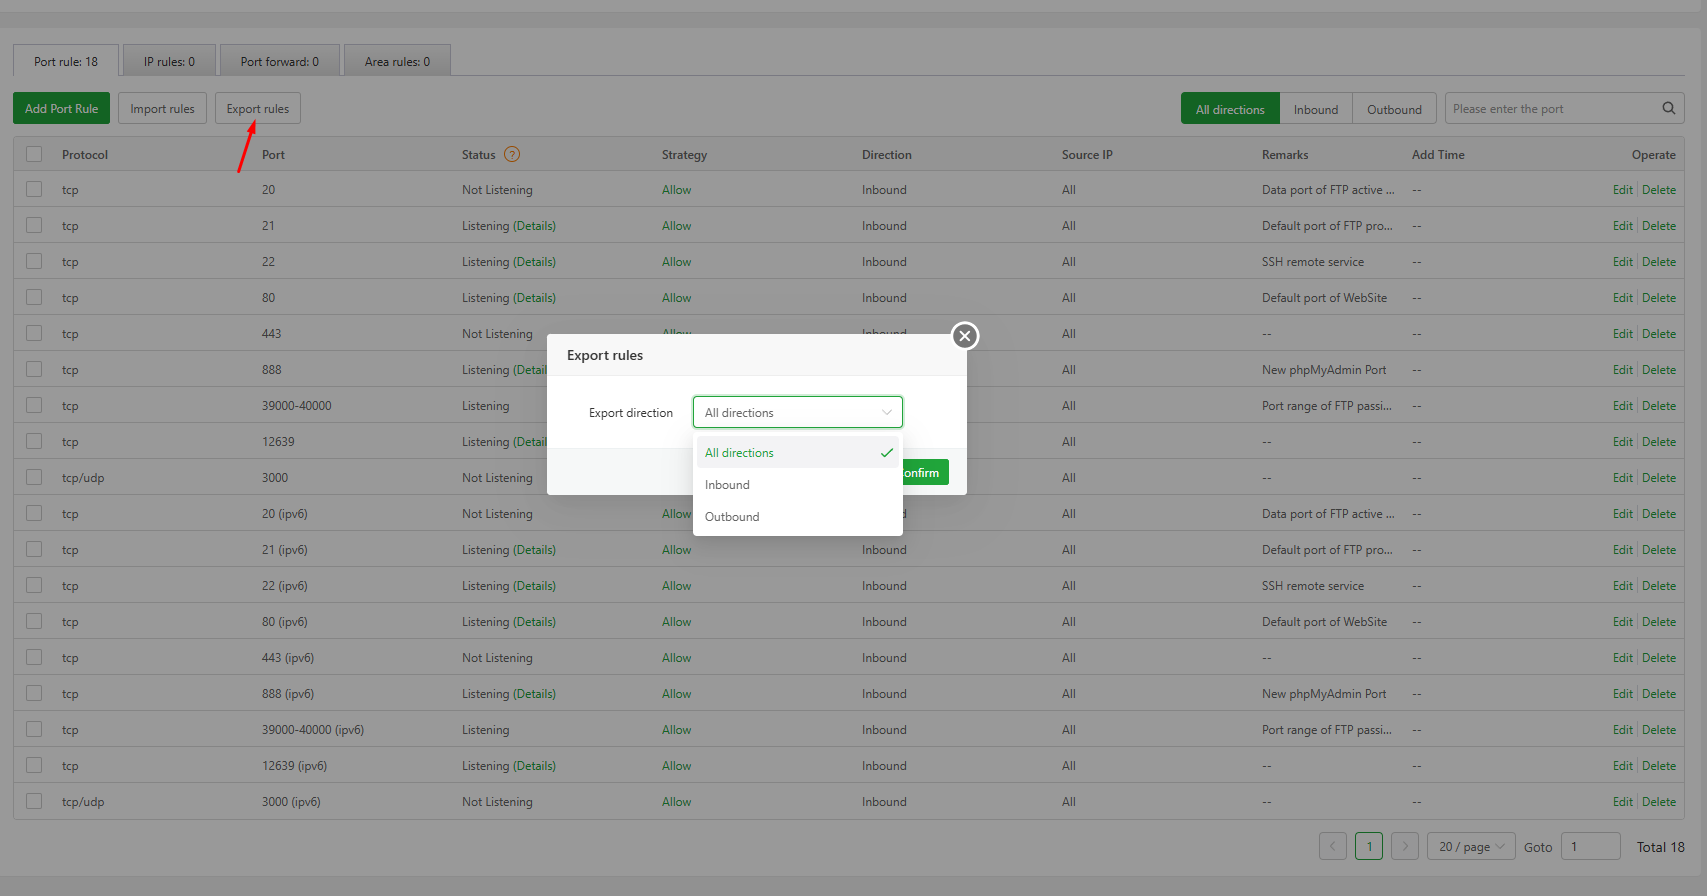 Port rule: 18 IP rules: 0 Port forward: 0 Area rules: 0
Add Port Rule Import rules Export rules All directions Inbound Outbound Please enter the port
Protocol Port Status ? Strategy Direction Source IP Remarks Add Time Operate
tcp 20 Not Listening Allow Inbound All Data port of FTP active ... -- Edit Delete
tcp 21 Listening (Details) Allow Inbound All Default port of FTP pro... -- Edit Delete
tcp 22 Listening (Details) Allow Inbound All SSH remote service -- Edit Delete
tcp 80 Listening (Details) Allow Inbound All Default port of WebSite -- Edit Delete
tcp 443 Not Listening Allow Inbound All -- -- Edit Delete
Export rules
tcp 888 Listening (Detail All New phpMyAdmin Port -- Edit Delete
tcp 39000-40000 Listening All Port range of FTP passi... -- Edit Delete
Export direction All directions
tcp 12639 Listening (Detail All -- -- Edit Delete
All directions
tcp/udp 3000 Not Listening All -- -- Edit Delete
onfirm
Inbound
Outbound
tcp 20 (ipv6) Not Listening Allow All Data port of FTP active ... -- Edit Delete
tcp 21 (ipv6) Listening (Details) Allow Inbound All Default port of FTP pro... -- Edit Delete
tcp 22 (ipv6) Listening (Details) Allow Inbound All SSH remote service -- Edit Delete
tcp 80 (ipv6) Listening (Details) Allow Inbound All Default port of WebSite -- Edit Delete
tcp 443 (ipv6) Not Listening Allow Inbound All -- -- Edit Delete
tcp 888 (ipv6) Listening (Details) Allow Inbound All New phpMyAdmin Port -- Edit Delete
tcp 39000-40000 (ipv6) Listening Allow Inbound All Port range of FTP passi... -- Edit Delete
tcp 12639 (ipv6) Listening (Details) Allow Inbound All -- -- Edit Delete
tcp/udp 3000 (ipv6) Not Listening Allow Inbound All -- -- Edit Delete
1 20 / page Goto 1 Total 18